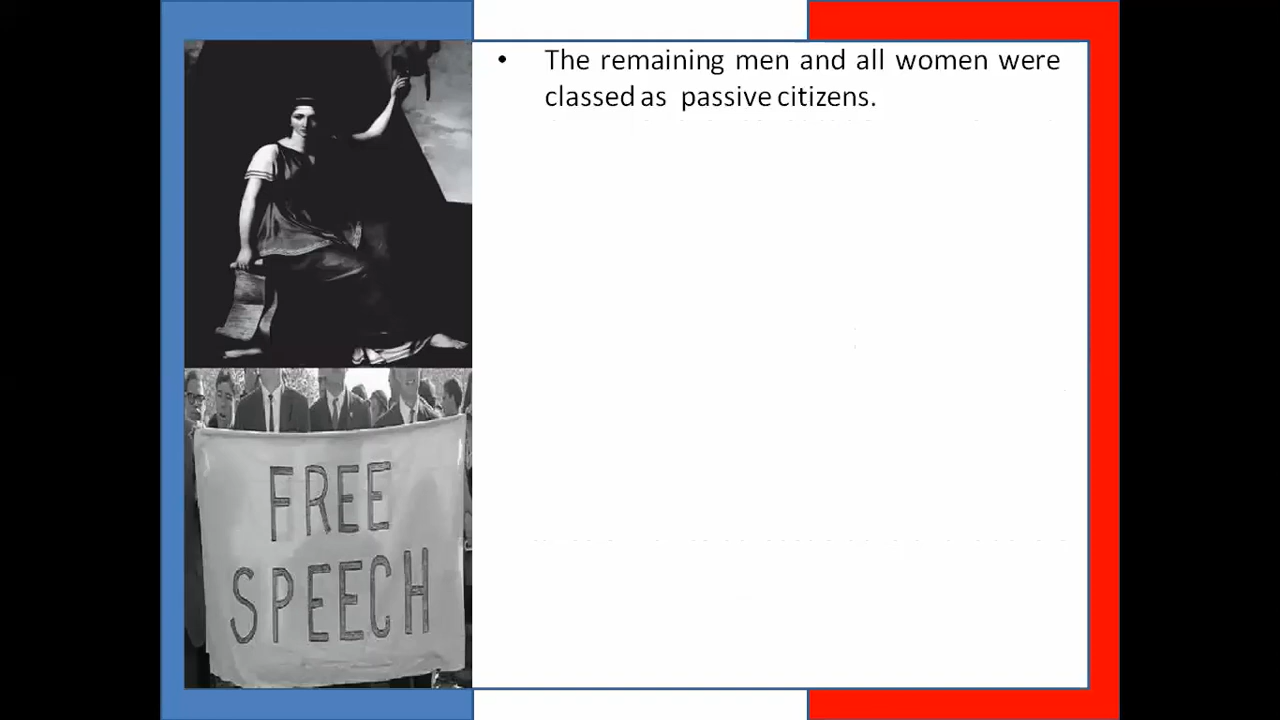 • The remaining men and all women were
classed as passive citizens.
FREE
SPEECH